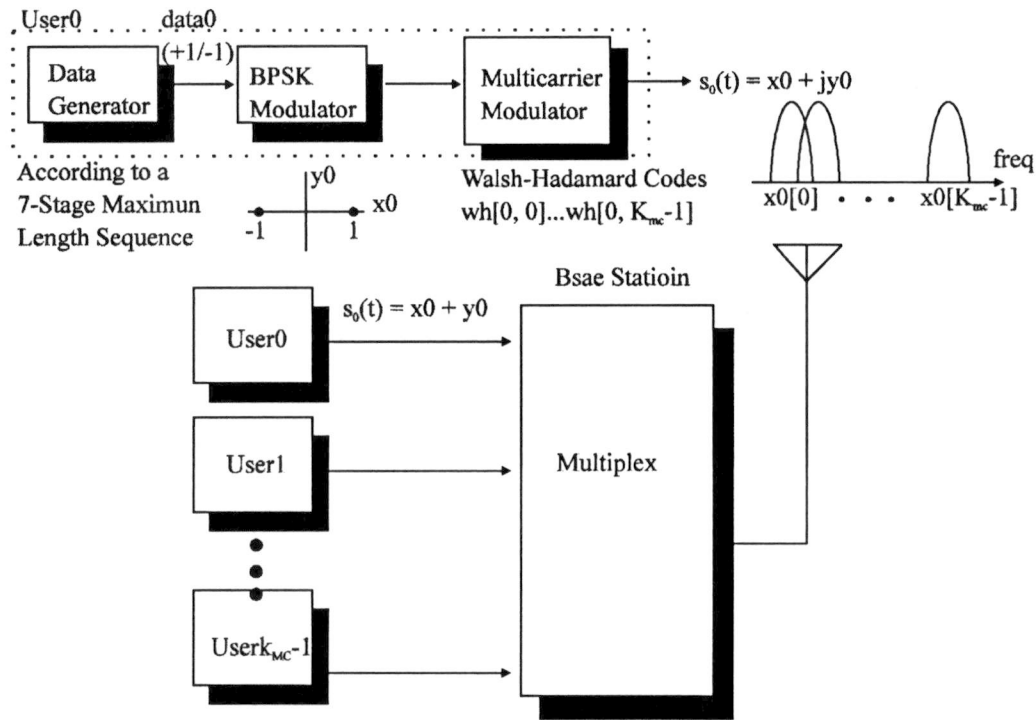 User0
data0
(+1/-1)
Data
Generator
BPSK
Modulator
Multicarrier
Modulator
s₀(t) = x0 + jy0
freq
x0[0] • • • x0[Kmc-1]
According to a
7-Stage Maximun
Length Sequence
y0
x0
-1
1
Walsh-Hadamard Codes
wh[0, 0]...wh[0, Kmc-1]
Bsae Statioin
User0
s₀(t) = x0 + y0
User1
Multiplex
UserkMC-1